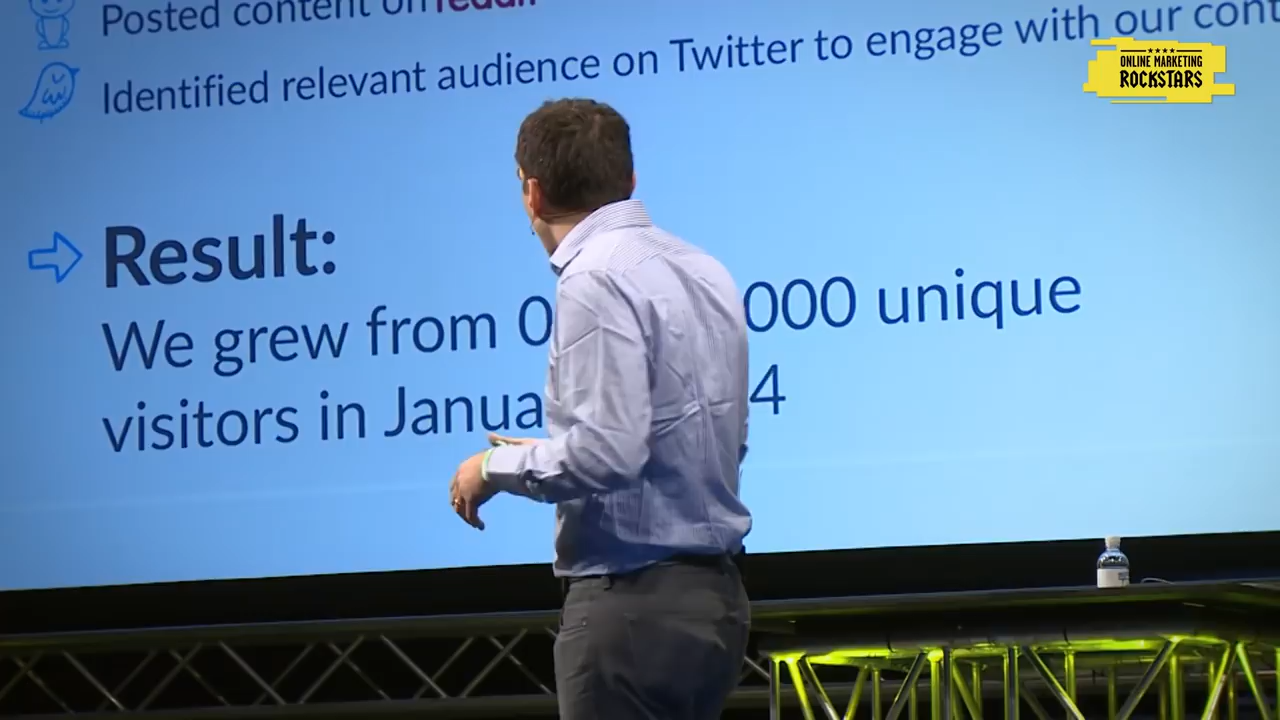 Posted content on reddit
Identified relevant audience on Twitter to engage with our cont
ONLINE MARKETING
ROCKSTARS
Result:
We grew from 0 000 unique
visitors in Janua 4